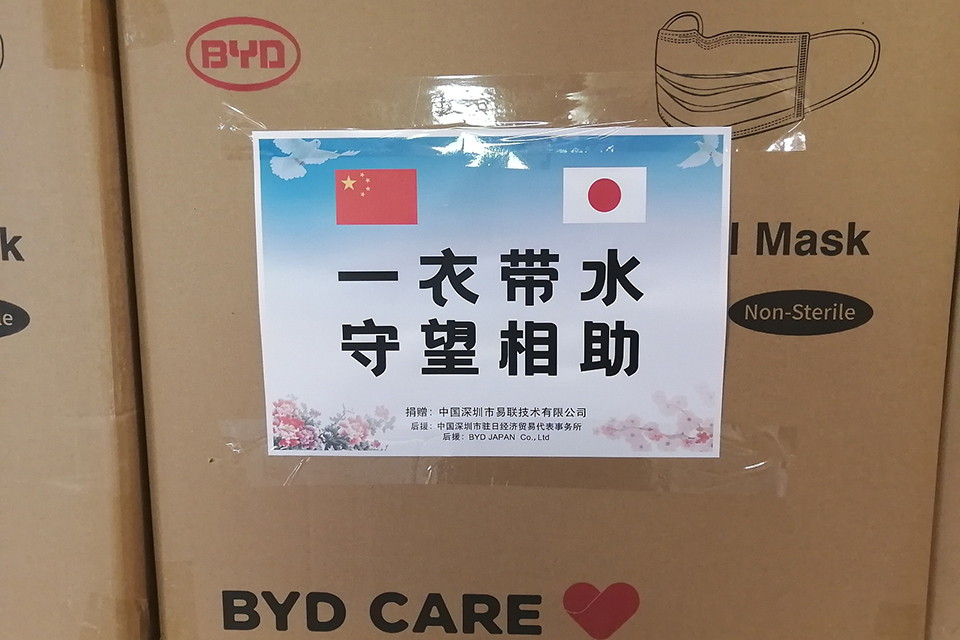 BYD
k
l Mask
Non-Sterile
e
一衣带水
守望相助
捐赠：中国深圳市易联技术有限公司
后援：中国深圳市驻日经济贸易代表事务所
后援：BYD JAPAN Co., Ltd
BYD CARE